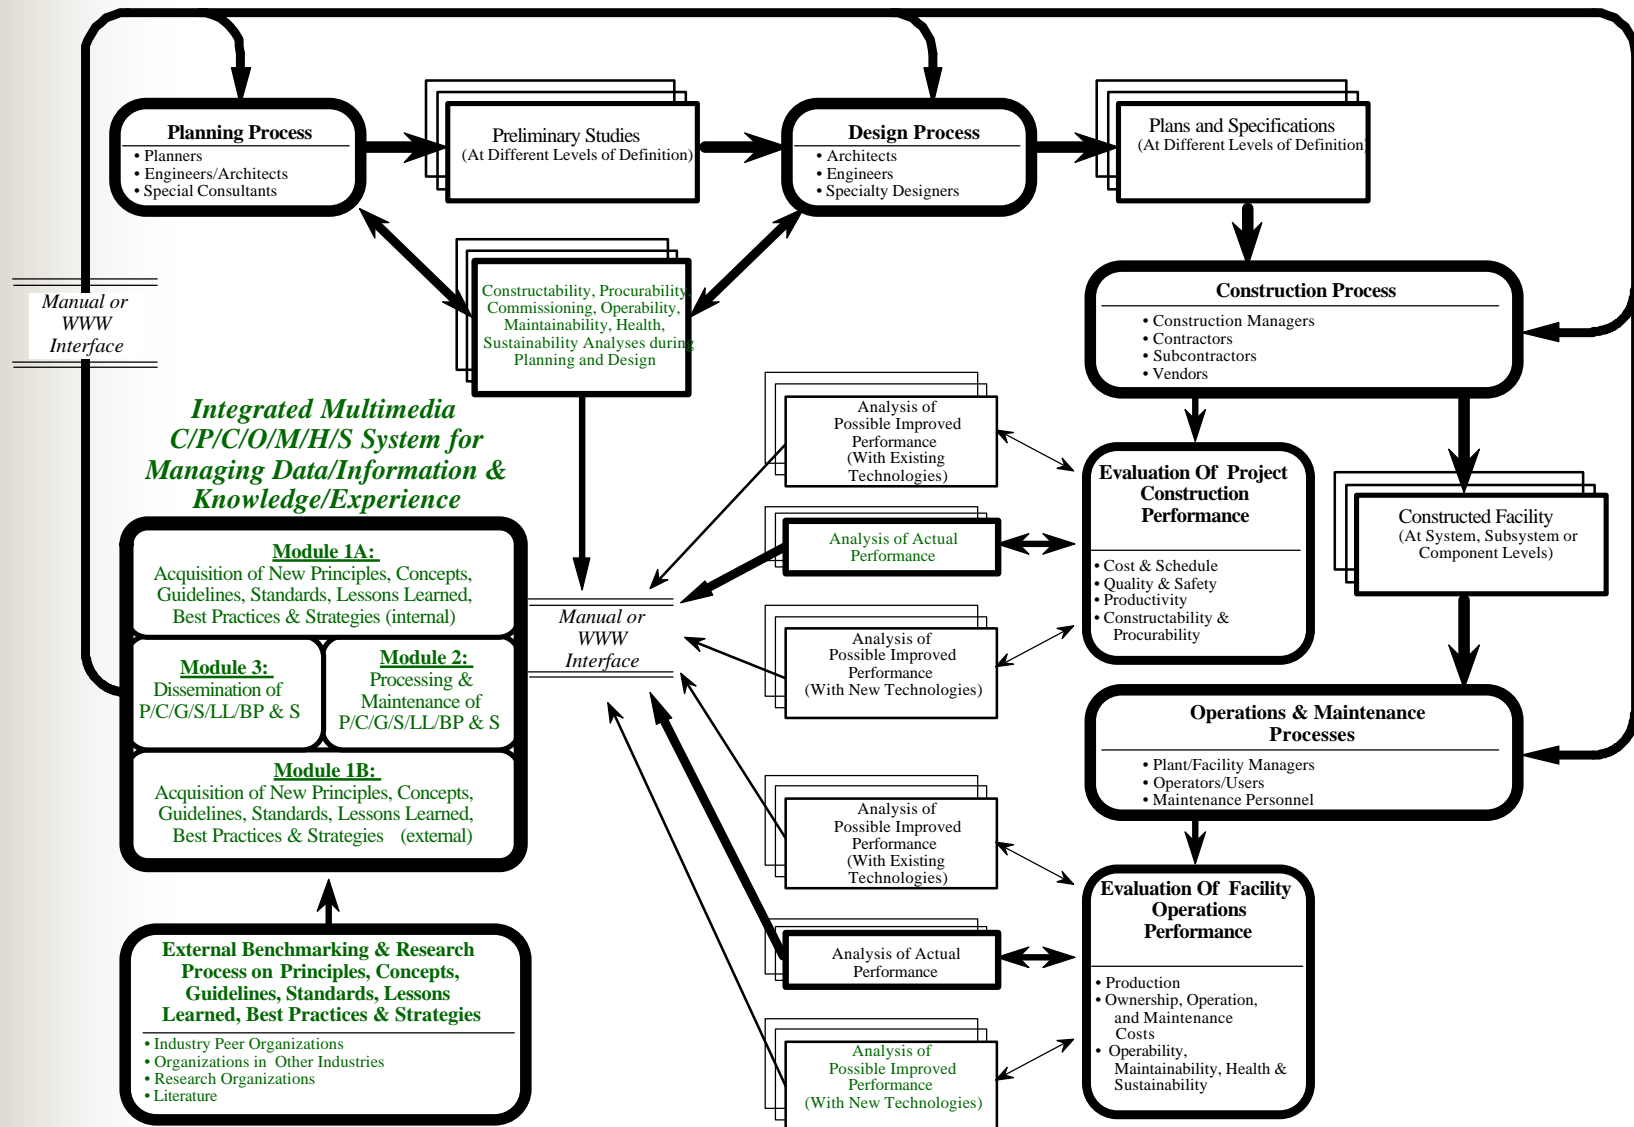 Planning Process
• Planners
• Engineers/Architects
• Special Consultants
Preliminary Studies
(At Different Levels of Definition)
Design Process
• Architects
• Engineers
• Specialty Designers
Plans and Specifications
(At Different Levels of Definition)
Manual or
WWW
Interface
Constructability, Procurability,
Commissioning, Operability,
Maintainability, Health,
Sustainability Analyses during
Planning and Design
Construction Process
• Construction Managers
• Contractors
• Subcontractors
• Vendors
Integrated Multimedia
C/P/C/O/M/H/S System for
Managing Data/Information &
Knowledge/Experience
Module 1A:
Acquisition of New Principles, Concepts,
Guidelines, Standards, Lessons Learned,
Best Practices & Strategies (internal)
Module 3:
Dissemination of
P/C/G/S/LL/BP & S
Module 2:
Processing &
Maintenance of
P/C/G/S/LL/BP & S
Module 1B:
Acquisition of New Principles, Concepts,
Guidelines, Standards, Lessons Learned,
Best Practices & Strategies (external)
External Benchmarking & Research
Process on Principles, Concepts,
Guidelines, Standards, Lessons
Learned, Best Practices & Strategies
• Industry Peer Organizations
• Organizations in Other Industries
• Research Organizations
• Literature
Manual or
WWW
Interface
Analysis of
Possible Improved
Performance
(With Existing
Technologies)
Analysis of Actual
Performance
Analysis of
Possible Improved
Performance
(With New Technologies)
Evaluation Of Project
Construction
Performance
• Cost & Schedule
• Quality & Safety
• Productivity
• Constructability &
Procurability
Constructed Facility
(At System, Subsystem or
Component Levels)
Operations & Maintenance
Processes
• Plant/Facility Managers
• Operators/Users
• Maintenance Personnel
Analysis of
Possible Improved
Performance
(With Existing
Technologies)
Analysis of Actual
Performance
Analysis of
Possible Improved
Performance
(With New Technologies)
Evaluation Of Facility
Operations
Performance
• Production
• Ownership, Operation,
and Maintenance
Costs
• Operability,
Maintainability, Health &
Sustainability